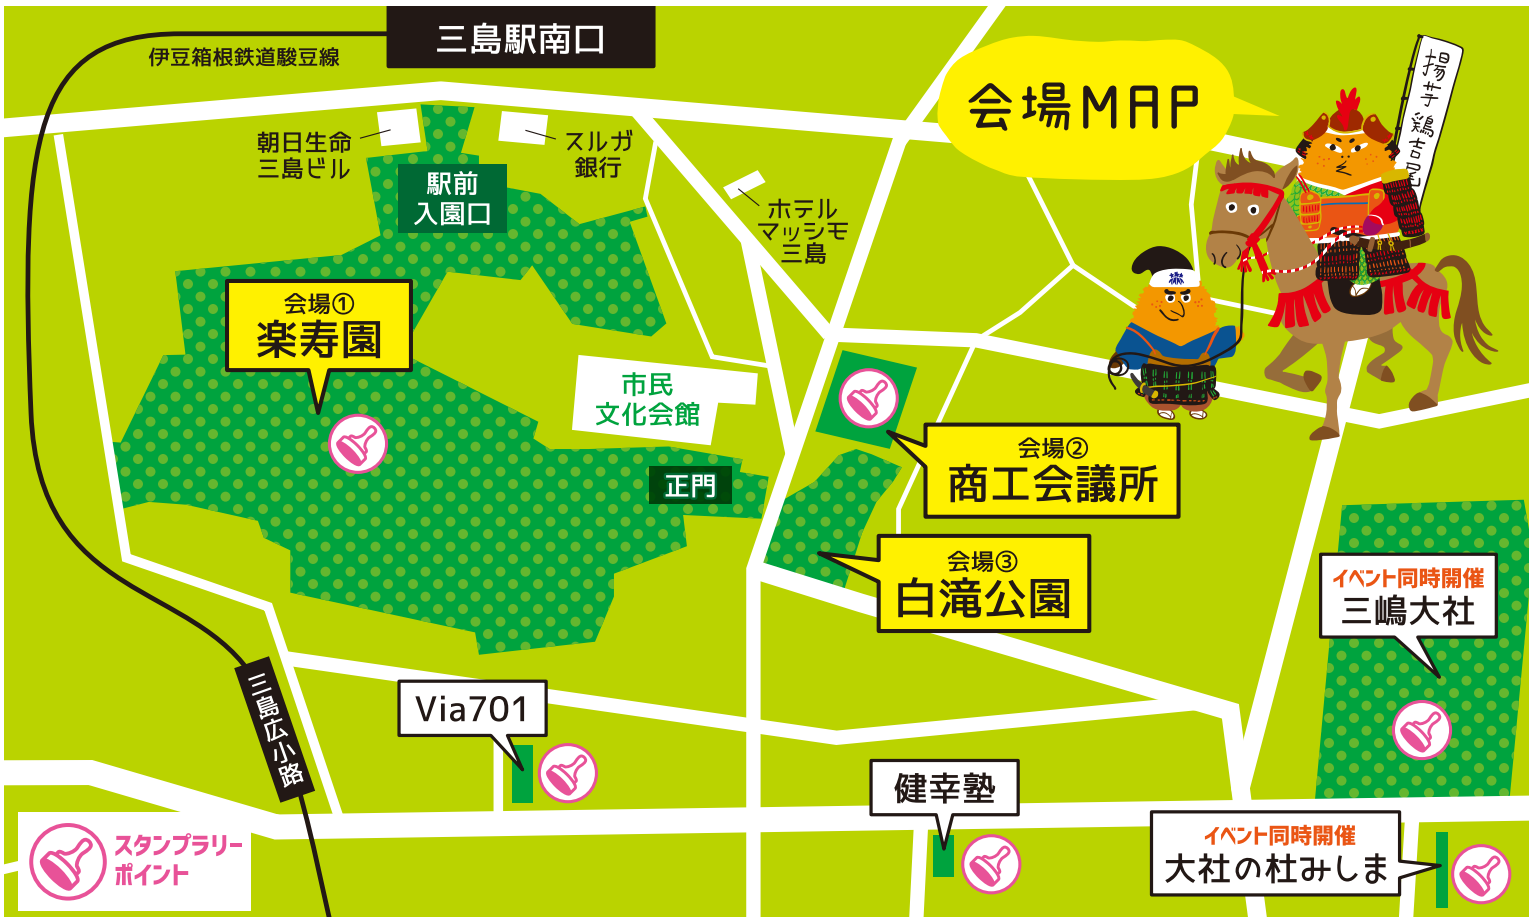 三島駅南口
伊豆箱根鉄道駿豆線
会場MAP
揚芋鶏吉
朝日生命
三島ビル
スルガ
銀行
駅前
入園口
ホテル
マッシモ
三島
会場①
楽寿園
市民
文化会館
正門
会場②
商工会議所
会場③
白滝公園
イベント同時開催
三嶋大社
三島広小路
Via701
健幸塾
イベント同時開催
大社の杜みしま
スタンプラリー
ポイント